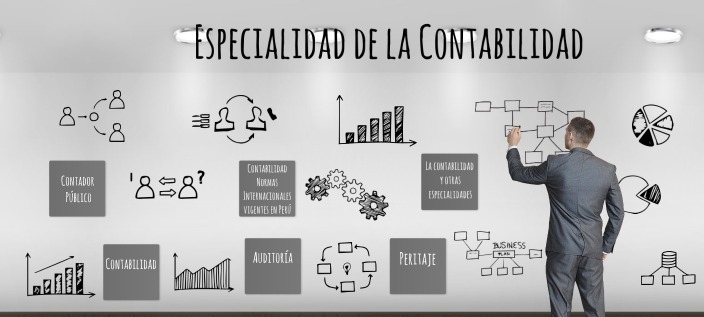 Especialidad de la Contabilidad
Contador
Público
' ?
Contabilidad
Normas
Internacionales
vigentes en Perú
La contabilidad
y otras
especialidades
Contabilidad
Auditoría
Peritaje
BUSINESS
PLAN